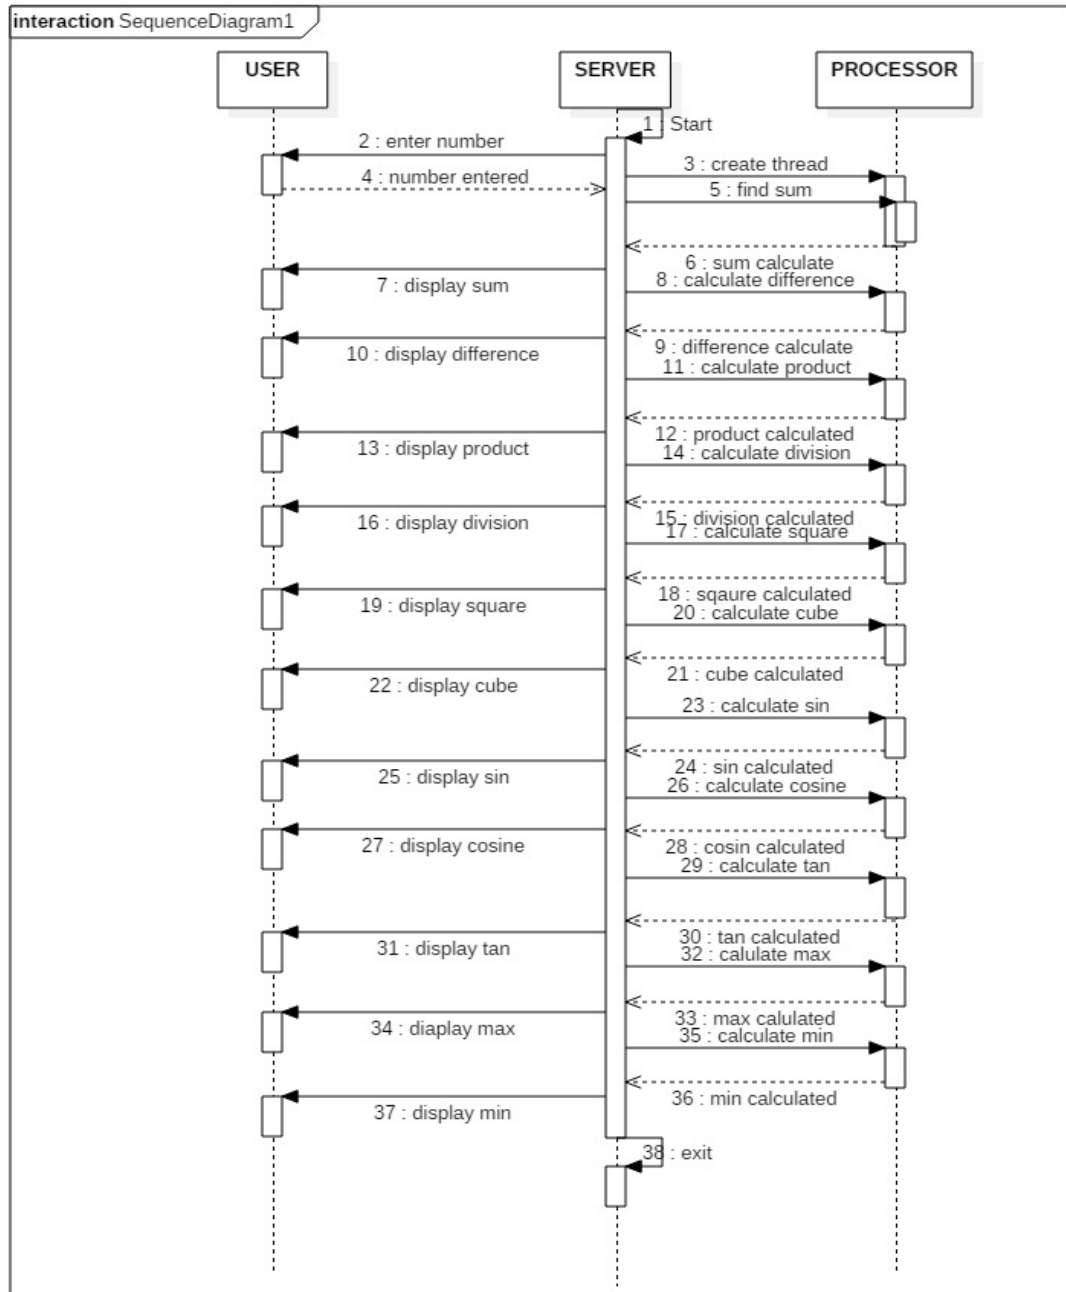 interaction SequenceDiagram1
USER
SERVER
PROCESSOR
1 : Start
2 : enter number
3 : create thread
4 : number entered
5 : find sum
6 : sum calculate
7 : display sum
8 : calculate difference
9 : difference calculate
10 : display difference
11 : calculate product
12 : product calculated
13 : display product
14 : calculate division
15 : division calculated
16 : display division
17 : calculate square
18 : sqaure calculated
19 : display square
20 : calculate cube
21 : cube calculated
22 : display cube
23 : calculate sin
24 : sin calculated
25 : display sin
26 : calculate cosine
27 : display cosine
28 : cosin calculated
29 : calculate tan
30 : tan calculated
31 : display tan
32 : calulate max
33 : max calulated
34 : diaplay max
35 : calculate min
36 : min calculated
37 : display min
38 : exit